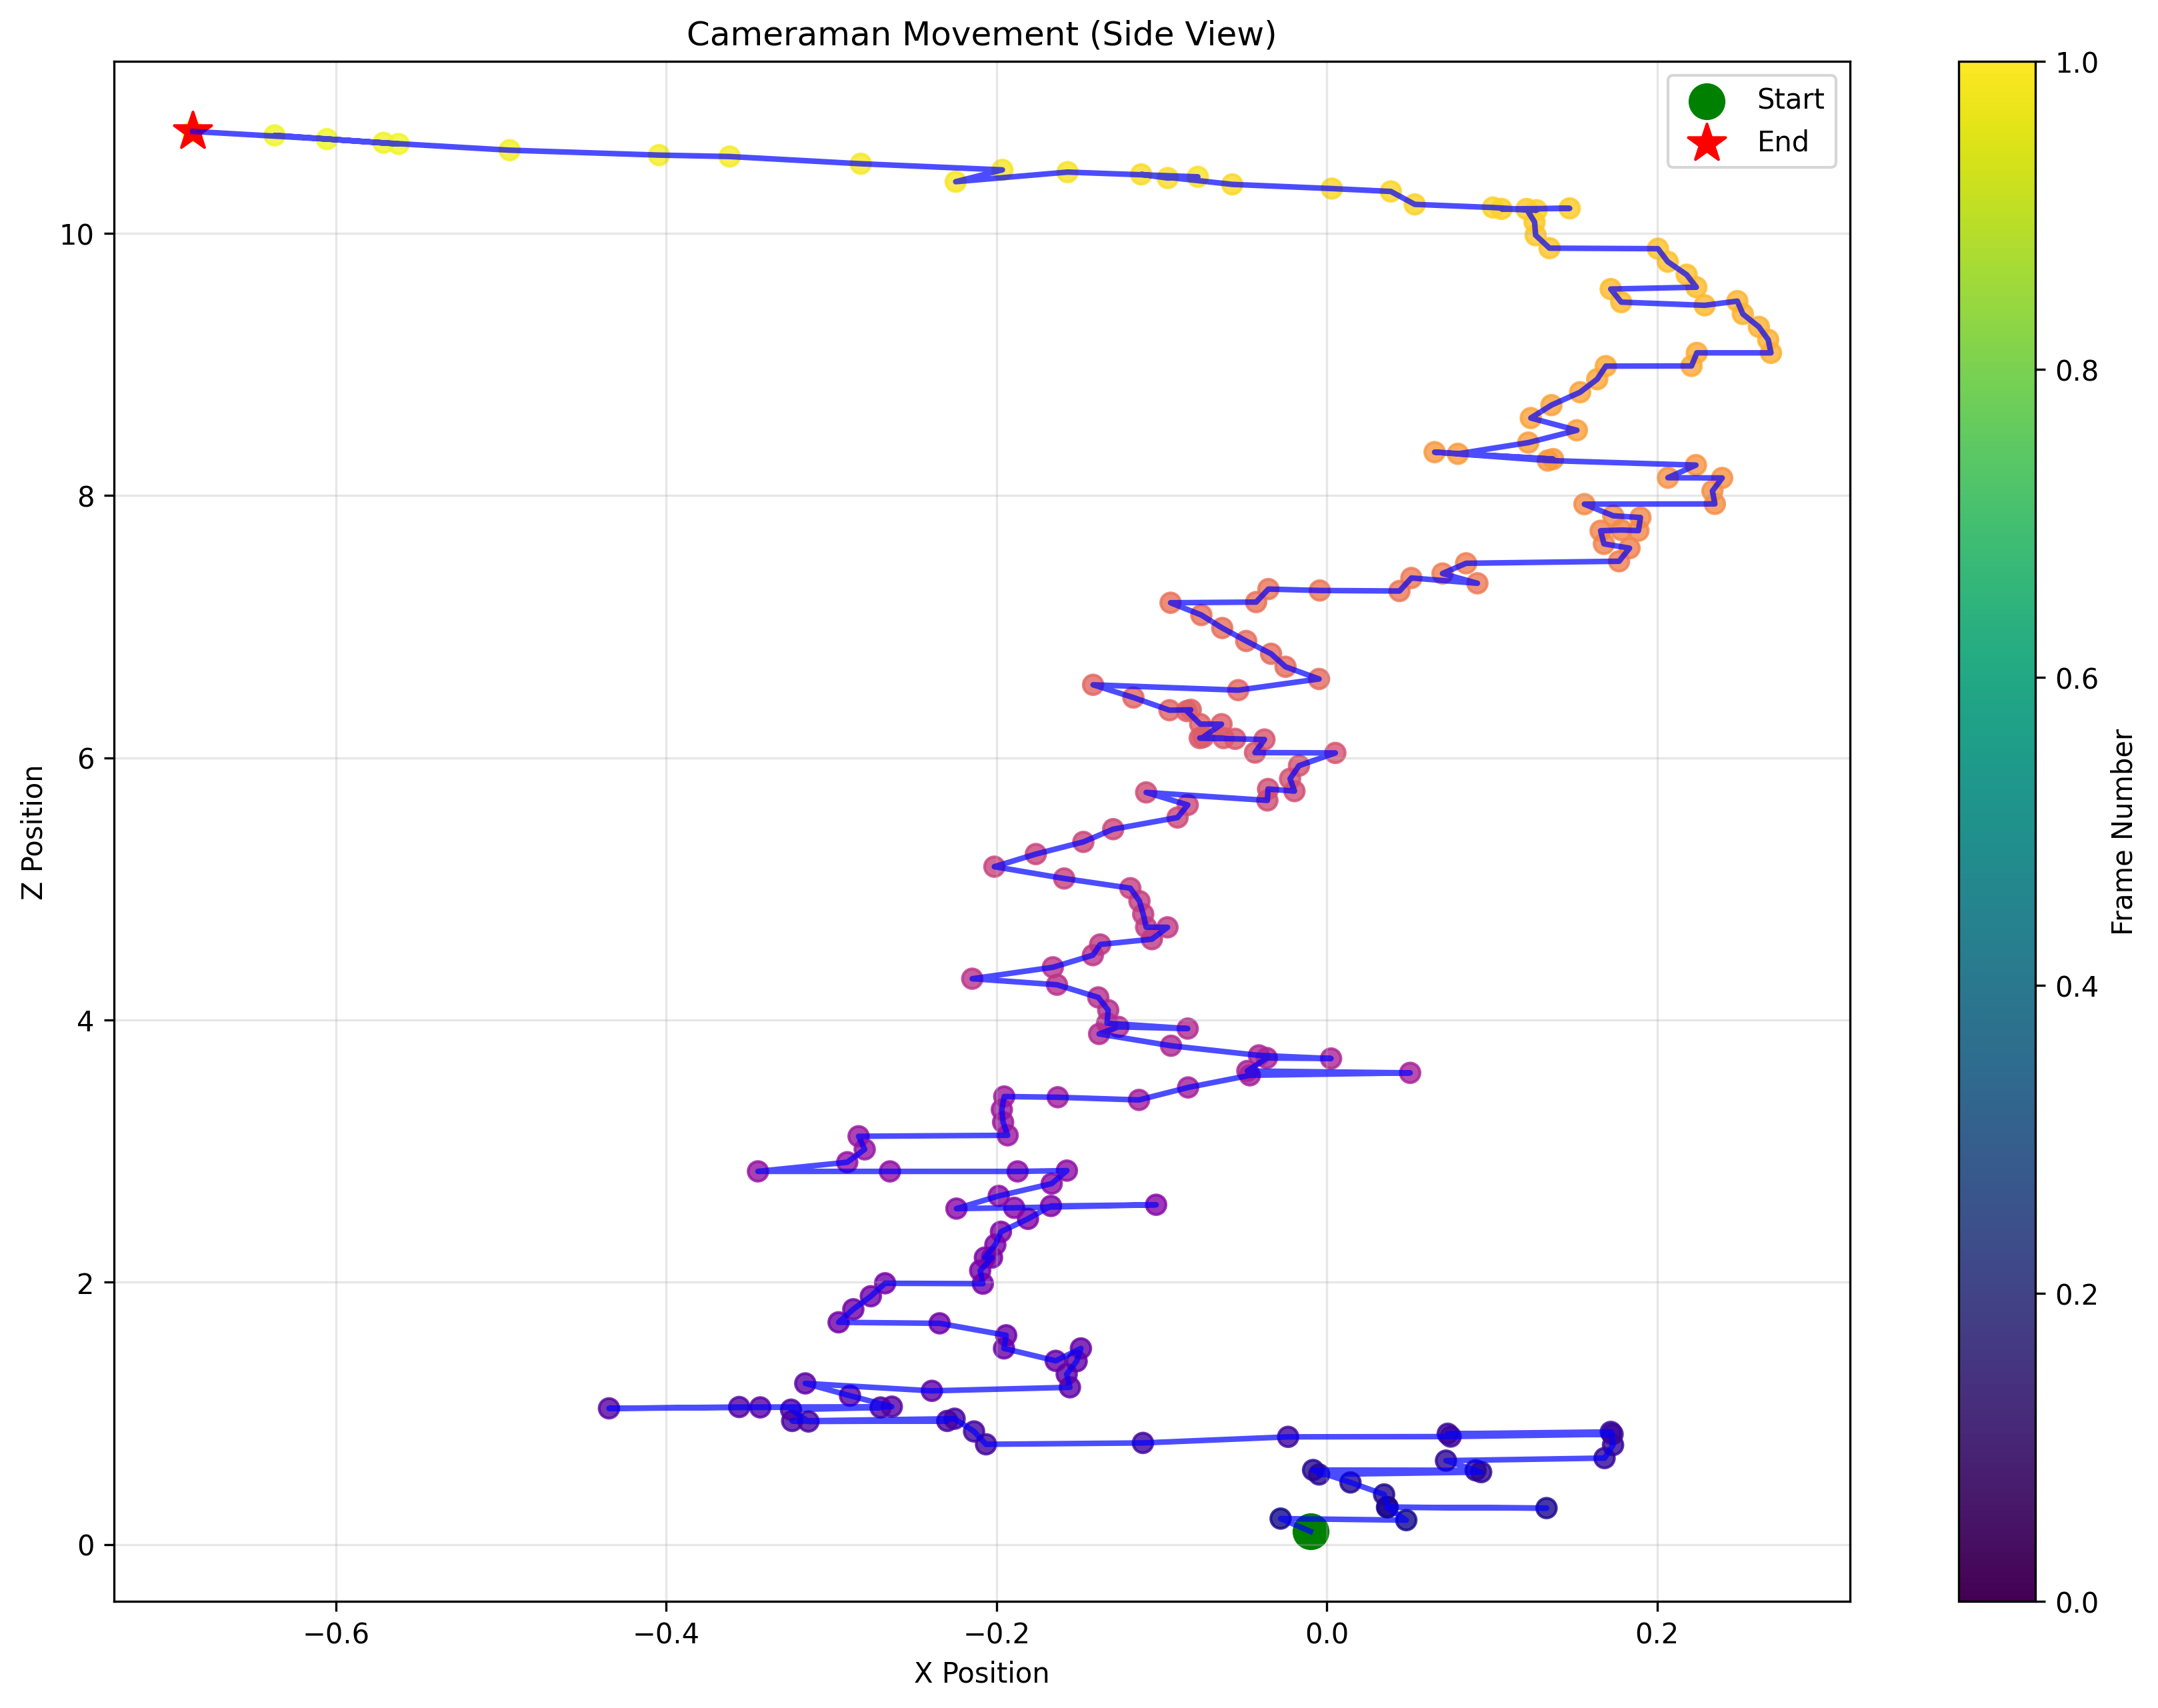 Cameraman Movement (Side View)
Start
End
Z Position
10
8
6
4
2
0
−0.6
−0.4
−0.2
0.0
0.2
X Position
1.0
0.8
0.6
0.4
0.2
0.0
Frame Number